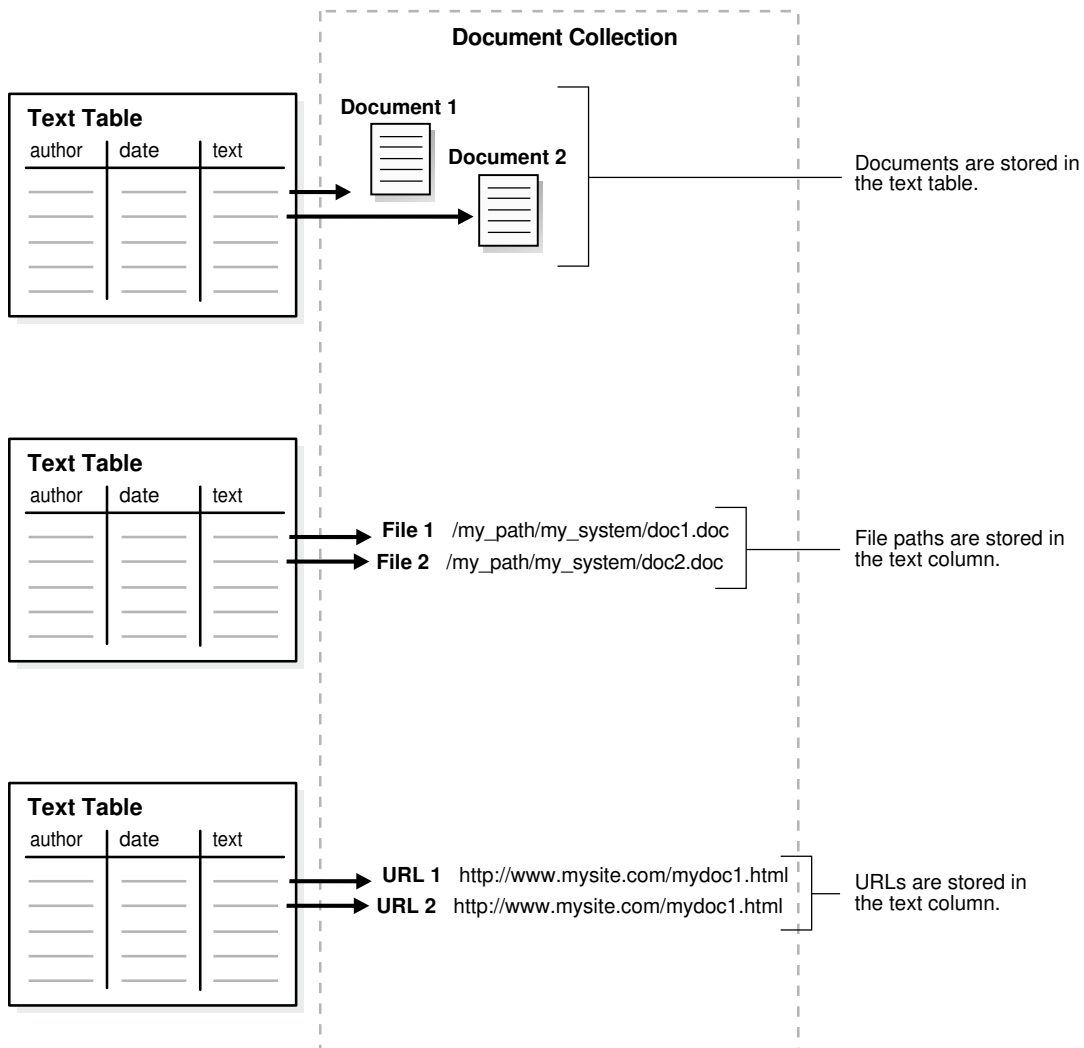 Document Collection
Text Table
author date text
Document 1
Document 2
Documents are stored in
the text table.
Text Table
author date text
File 1 /my_path/my_system/doc1.doc
File 2 /my_path/my_system/doc2.doc
File paths are stored in
the text column.
Text Table
author date text
URL 1 http://www.mysite.com/mydoc1.html
URL 2 http://www.mysite.com/mydoc1.html
URLs are stored in
the text column.